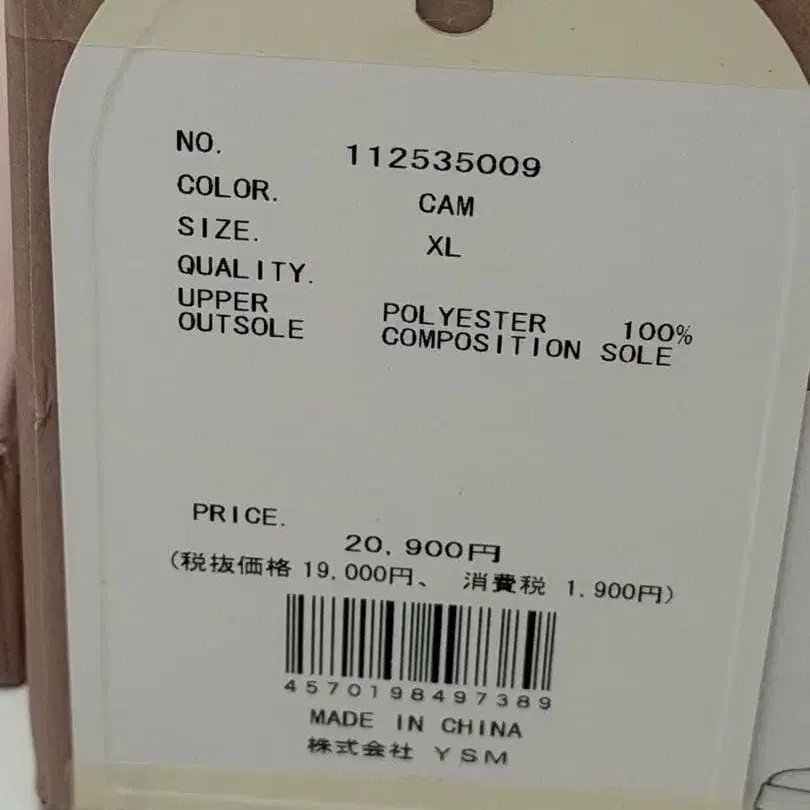 NO. 112535009
COLOR. CAM
SIZE. XL
QUALITY.
UPPER POLYESTER 100%
OUTSOLE COMPOSITION SOLE
PRICE.
20,900円
(税抜価格 19,000円、 消費税 1,900円)
4570198497389
MADE IN CHINA
株式会社 YSM